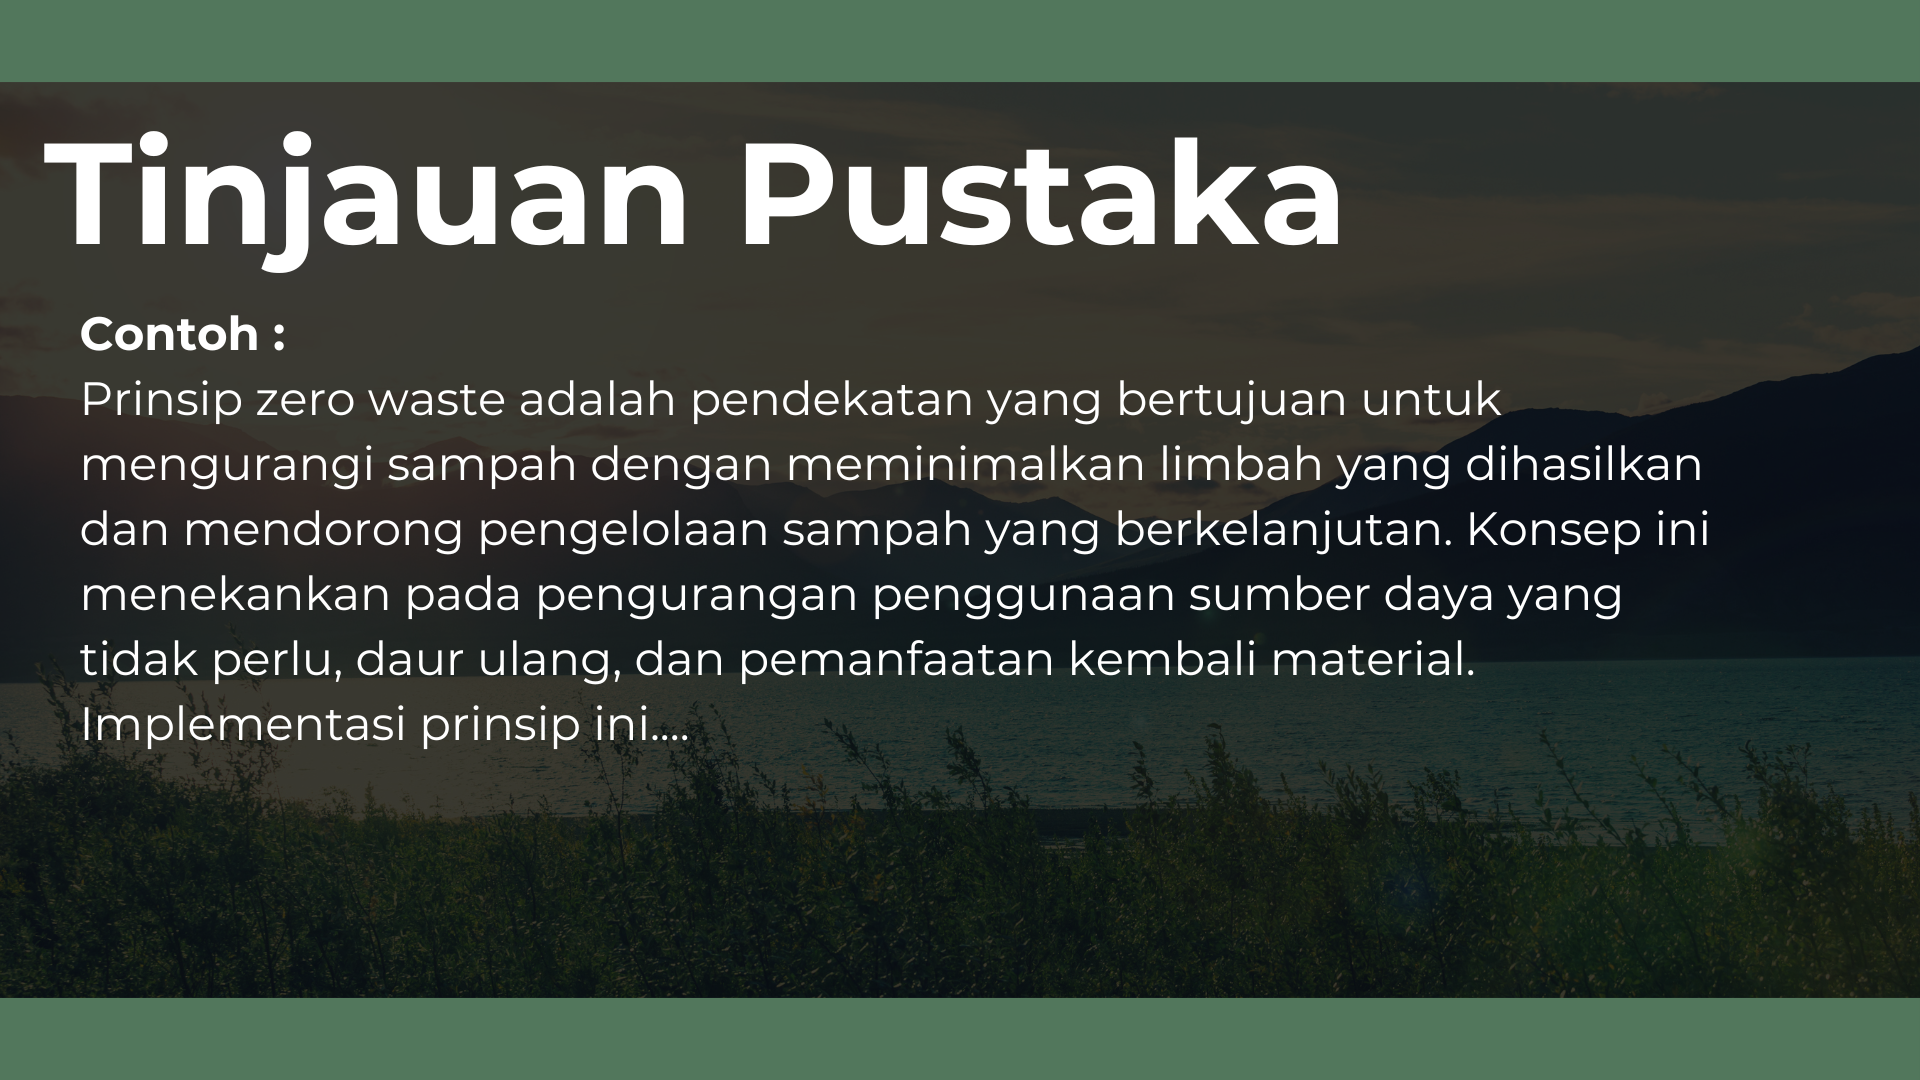 Tinjauan Pustaka
Contoh :
Prinsip zero waste adalah pendekatan yang bertujuan untuk
mengurangi sampah dengan meminimalkan limbah yang dihasilkan
dan mendorong pengelolaan sampah yang berkelanjutan. Konsep ini
menekankan pada pengurangan penggunaan sumber daya yang
tidak perlu, daur ulang, dan pemanfaatan kembali material.
Implementasi prinsip ini....